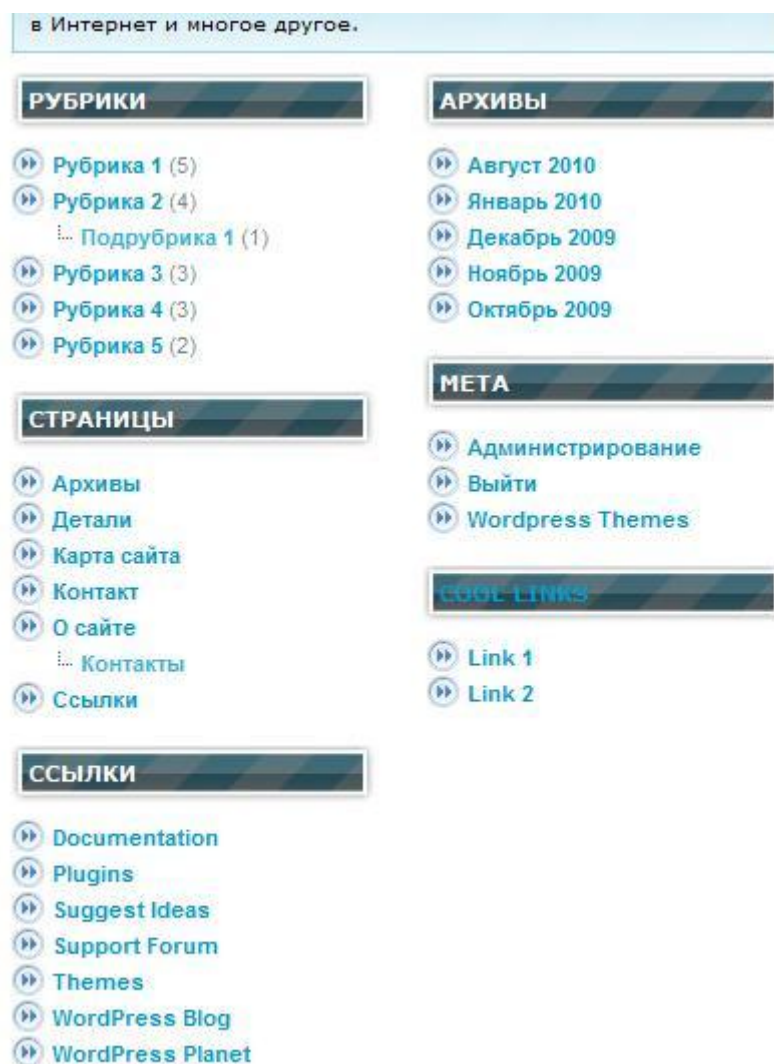 в Интернет и многое другое.
РУБРИКИ
Рубрика 1 (5)
Рубрика 2 (4)
Подрубрика 1 (1)
Рубрика 3 (3)
Рубрика 4 (3)
Рубрика 5 (2)
СТРАНИЦЫ
Архивы
Детали
Карта сайта
Контакт
О сайте
Контакты
Ссылки
ССЫЛКИ
Documentation
Plugins
Suggest Ideas
Support Forum
Themes
WordPress Blog
WordPress Planet
АРХИВЫ
Август 2010
Январь 2010
Декабрь 2009
Ноябрь 2009
Октябрь 2009
МЕТА
Администрирование
Выйти
Wordpress Themes
COOL LINKS
Link 1
Link 2